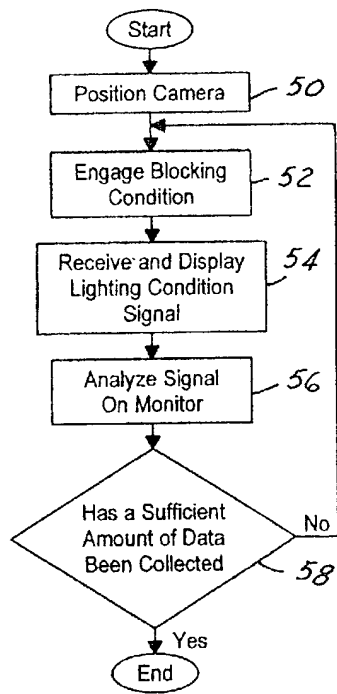 Start
Position Camera
50
Engage Blocking
Condition
52
Receive and Display
Lighting Condition
Signal
54
Analyze Signal
On Monitor
56
Has a Sufficient
Amount of Data
Been Collected
No
58
Yes
End